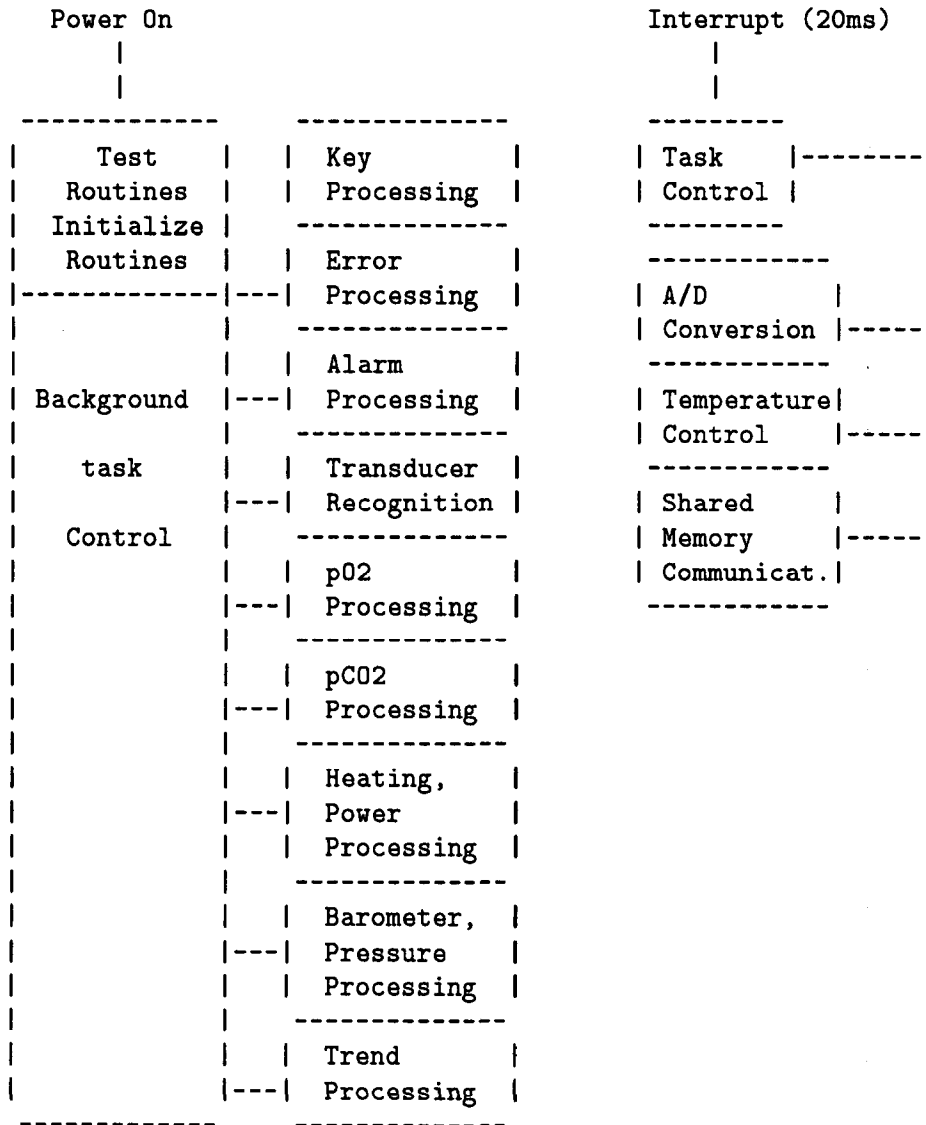 Power On
Test
Routines
Initialize
Routines
Background
task
Control
Key
Processing
Error
Processing
Alarm
Processing
Transducer
Recognition
pO2
Processing
pCO2
Processing
Heating,
Power
Processing
Barometer,
Pressure
Processing
Trend
Processing
Interrupt (20ms)
Task
Control
A/D
Conversion
Temperature
Control
Shared
Memory
Communicat.